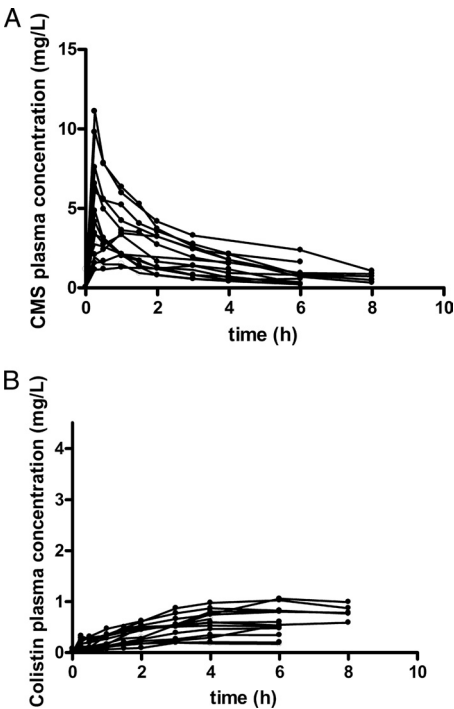 A
CMS plasma concentration (mg/L)
15
10
5
0
0 2 4 6 8 10
time (h)
B
Colistin plasma concentration (mg/L)
4
3
2
1
0
0 2 4 6 8 10
time (h)